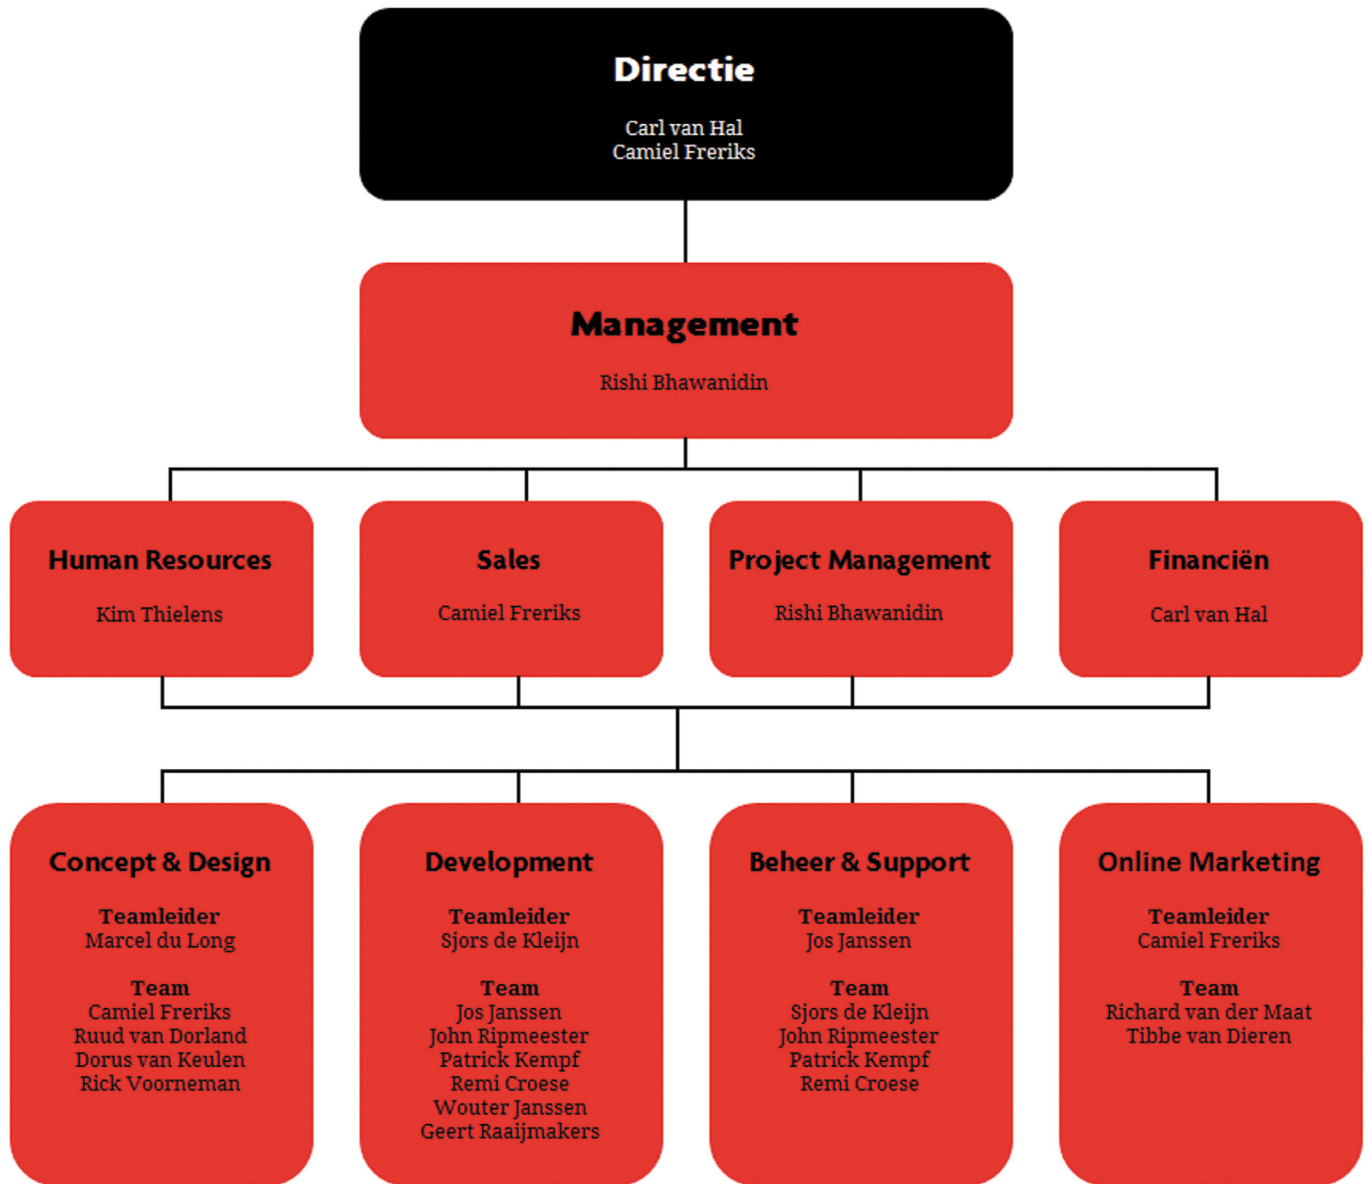 Directie
Carl van Hal
Camiel Freriks
Management
Rishi Bhawanidin
Human Resources
Kim Thielens
Sales
Camiel Freriks
Project Management
Rishi Bhawanidin
Financiën
Carl van Hal
Concept & Design
Teamleider
Marcel du Long
Team
Camiel Freriks
Ruud van Dorland
Dorus van Keulen
Rick Voorneman
Development
Teamleider
Sjors de Kleijn
Team
Jos Janssen
John Ripmeester
Patrick Kempf
Remi Croese
Wouter Janssen
Geert Raaijmakers
Beheer & Support
Teamleider
Jos Janssen
Team
Sjors de Kleijn
John Ripmeester
Patrick Kempf
Remi Croese
Online Marketing
Teamleider
Camiel Freriks
Team
Richard van der Maat
Tibbe van Dieren